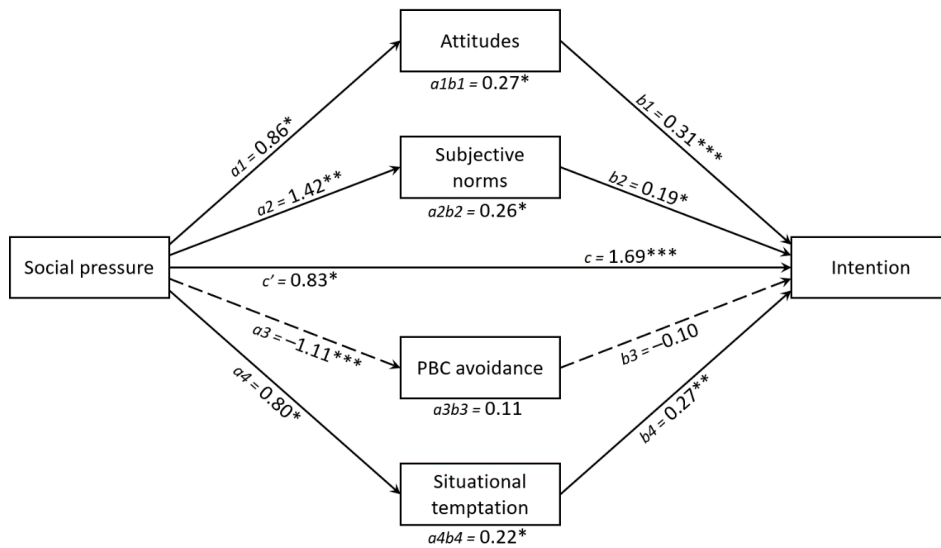 Attitudes
a1b1 = 0.27*
a1 = 0.86*
b1 = 0.31***
Subjective
norms
a2b2 = 0.26*
a2 = 1.42**
b2 = 0.19*
Social pressure
c = 1.69***
c' = 0.83*
Intention
a3 = −1.11***
b3 = −0.10
PBC avoidance
a3b3 = 0.11
a4 = 0.80*
b4 = 0.27**
Situational
temptation
a4b4 = 0.22*